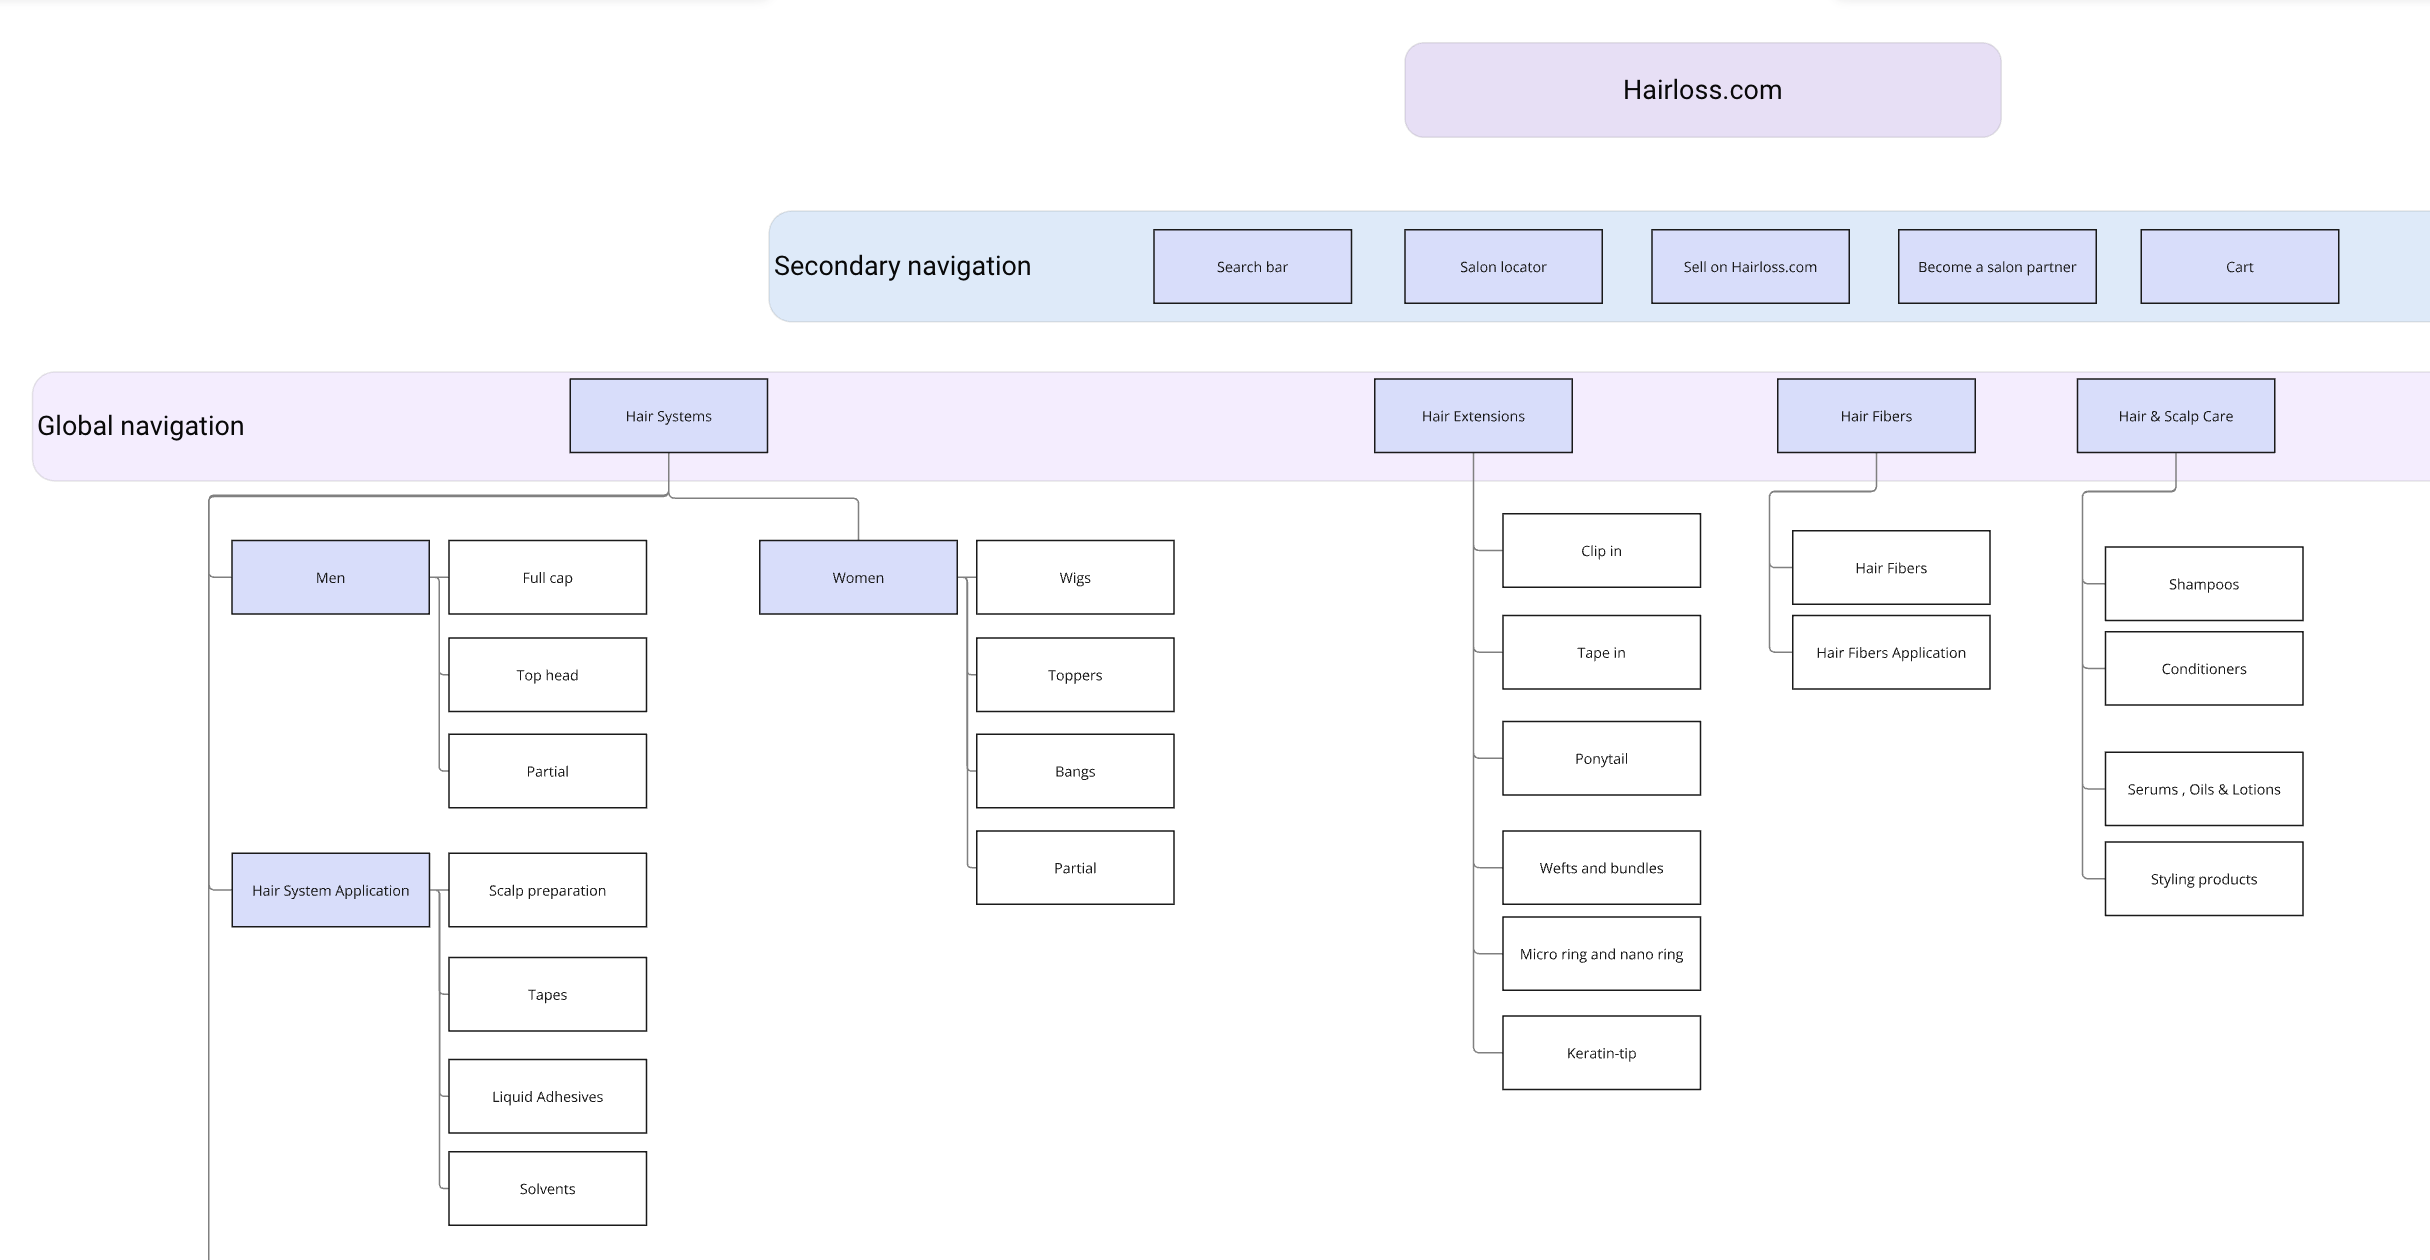 Hairloss.com
Secondary navigation
Search bar
Salon locator
Sell on Hairloss.com
Become a salon partner
Cart
Global navigation
Hair Systems
Hair Extensions
Hair Fibers
Hair & Scalp Care
Men
Full cap
Top head
Partial
Hair System Application
Scalp preparation
Tapes
Liquid Adhesives
Solvents
Women
Wigs
Toppers
Bangs
Partial
Clip in
Tape in
Ponytail
Wefts and bundles
Micro ring and nano ring
Keratin-tip
Hair Fibers
Hair Fibers Application
Shampoos
Conditioners
Serums , Oils & Lotions
Styling products